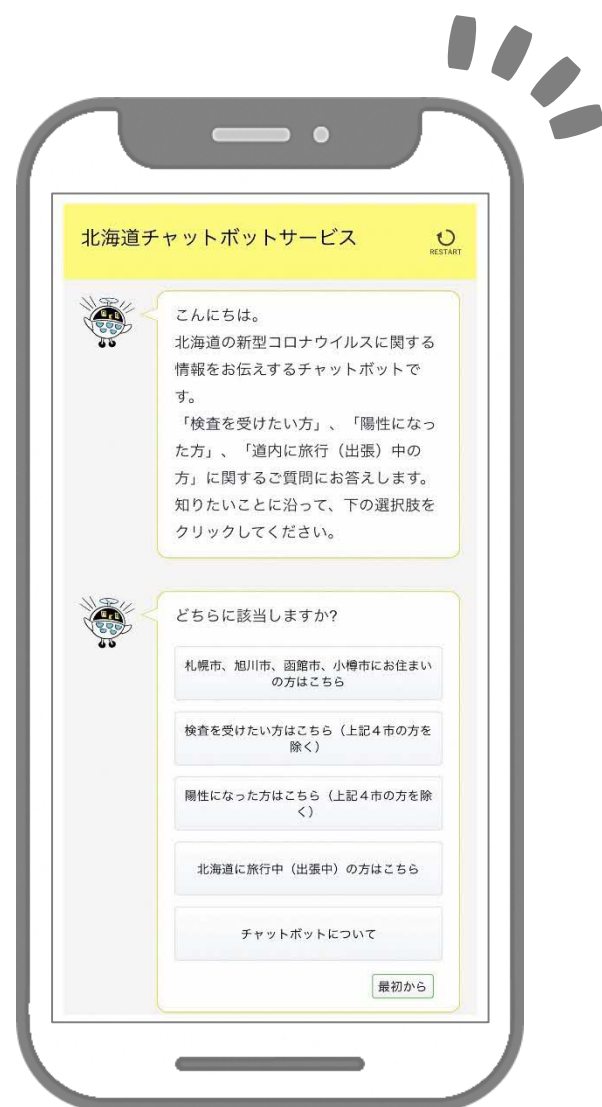 北海道チャットボットサービス
RESTART
こんにちは。
北海道の新型コロナウイルスに関する
情報をお伝えするチャットボットで
す。
「検査を受けたい方」、「陽性になっ
た方」、「道内に旅行（出張）中の
方」に関するご質問にお答えします。
知りたいことに沿って、下の選択肢を
クリックしてください。
どちらに該当しますか?
札幌市、旭川市、函館市、小樽市にお住まい
の方はこちら
検査を受けたい方はこちら（上記４市の方を
除く）
陽性になった方はこちら（上記４市の方を除
く）
北海道に旅行中（出張中）の方はこちら
チャットボットについて
最初から